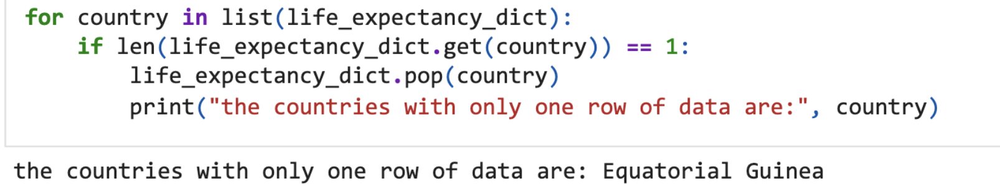 for country in list(life_expectancy_dict):
    if len(life_expectancy_dict.get(country)) == 1:
        life_expectancy_dict.pop(country)
        print("the countries with only one row of data are:", country)
the countries with only one row of data are: Equatorial Guinea